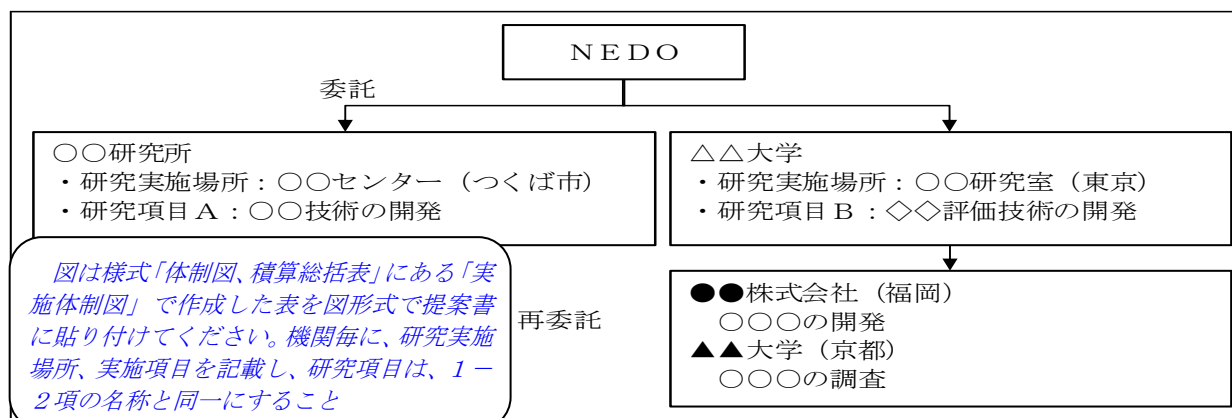 ＮＥＤＯ
委託
○○研究所
・研究実施場所：○○センター（つくば市）
・研究項目Ａ：○○技術の開発
△△大学
・研究実施場所：○○研究室（東京）
・研究項目Ｂ：◇◇評価技術の開発
図は様式「体制図、積算総括表」にある「実
施体制図」で作成した表を図形式で提案書
に貼り付けてください。機関毎に、研究実施
場所、実施項目を記載し、研究項目は、１－
２項の名称と同一にすること
再委託
●●株式会社（福岡）
○○○の開発
▲▲大学（京都）
○○○の調査